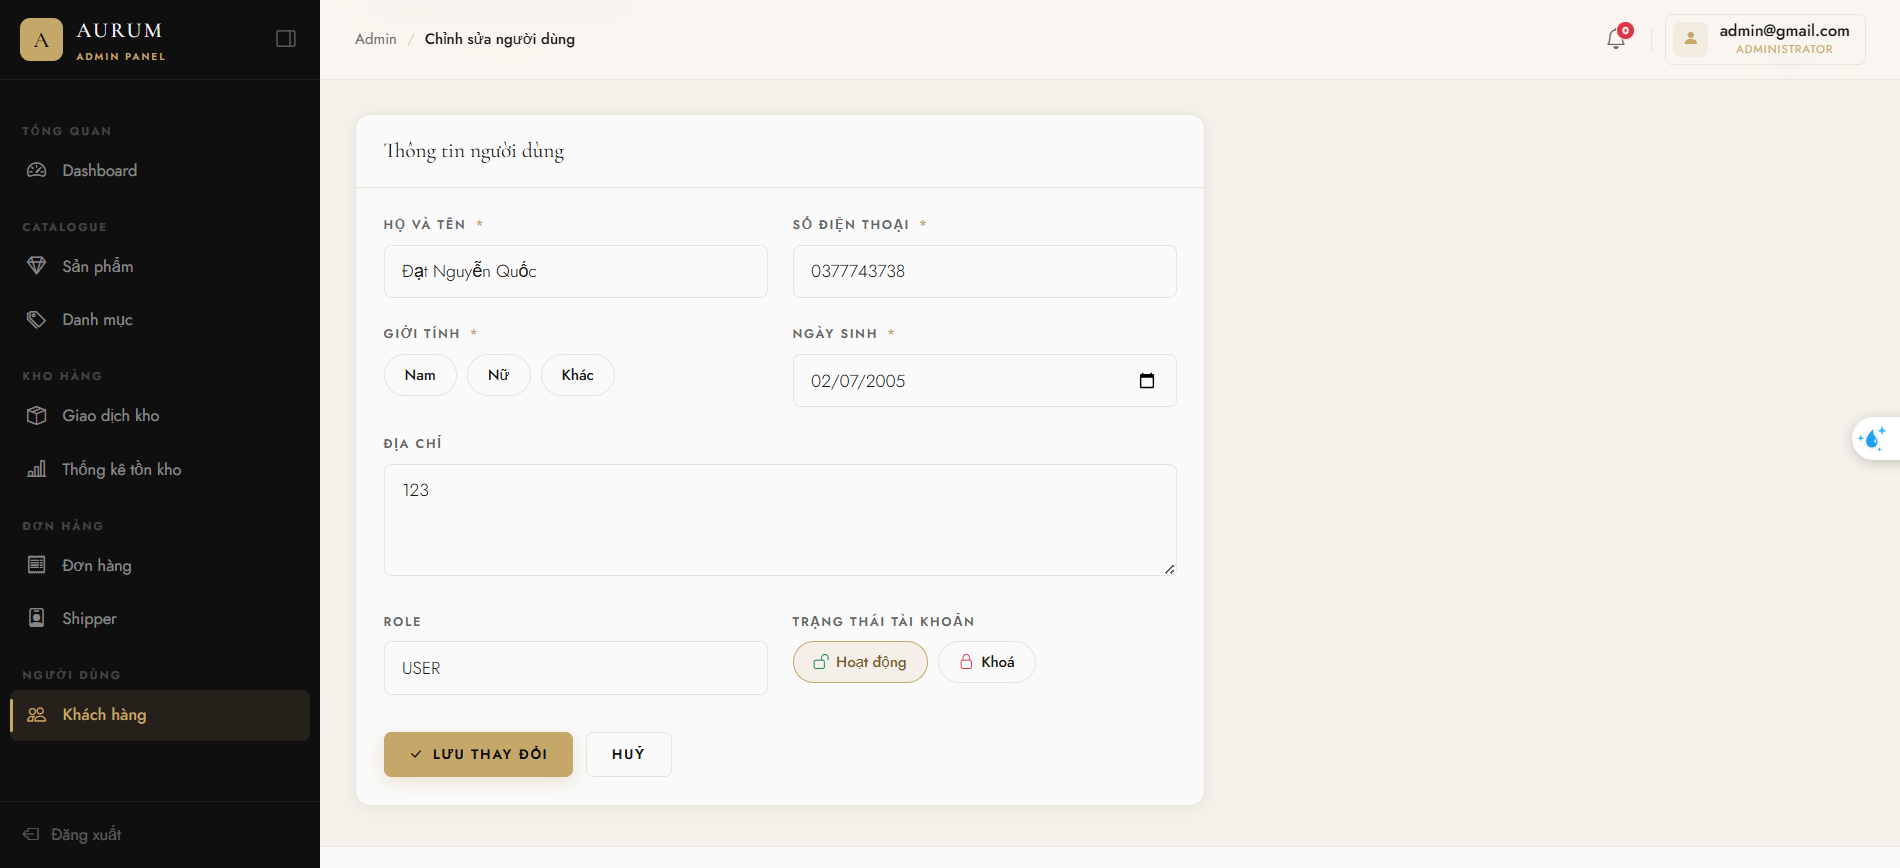 A
AURUM
ADMIN PANEL
TỔNG QUAN
Dashboard
CATALOGUE
Sản phẩm
Danh mục
KHO HÀNG
Giao dịch kho
Thống kê tồn kho
ĐƠN HÀNG
Đơn hàng
Shipper
NGƯỜI DÙNG
Khách hàng
Đăng xuất
Admin / Chỉnh sửa người dùng
0
admin@gmail.com
ADMINISTRATOR
Thông tin người dùng
HỌ VÀ TÊN * SỐ ĐIỆN THOẠI *
Đạt Nguyễn Quốc 0377743738
GIỚI TÍNH * NGÀY SINH *
Nam Nữ Khác 02/07/2005
ĐỊA CHỈ
123
ROLE TRẠNG THÁI TÀI KHOẢN
USER Hoạt động Khoá
LƯU THAY ĐỔI HUỶ